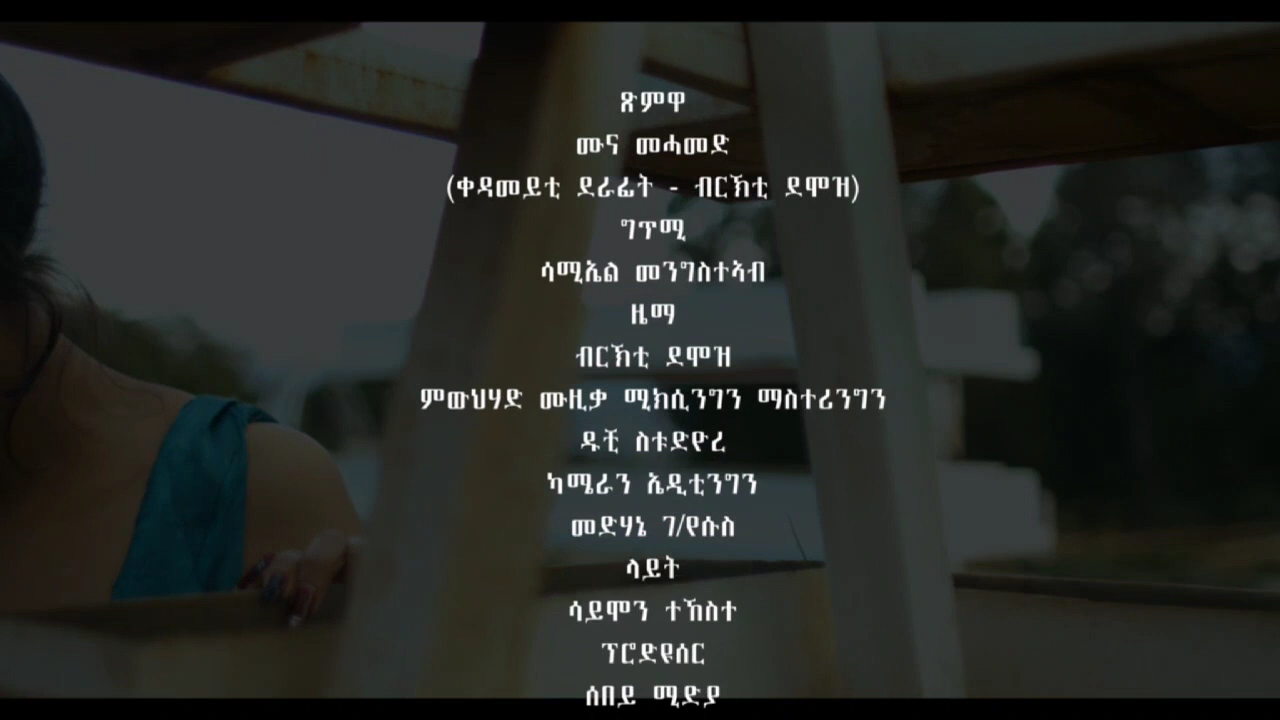 ጽምዋ
ሙና መሓመድ
(ቀዳመይቲ ደራፊት - ብርኽቲ ደሞዝ)
ግጥሚ
ሳሚኤል መንግስተኣብ
ዜማ
ብርኽቲ ደሞዝ
ምውህሃድ ሙዚቃ ሚክሲንግን ማስተሪንግን
ዱቺ ስቱድዮረ
ካሜራን ኤዲቲንግን
መድሃኔ ገ/የሱስ
ላይት
ሳይሞን ተኸስተ
ፕሮድዩሰር
ሰበይ ሚድያ